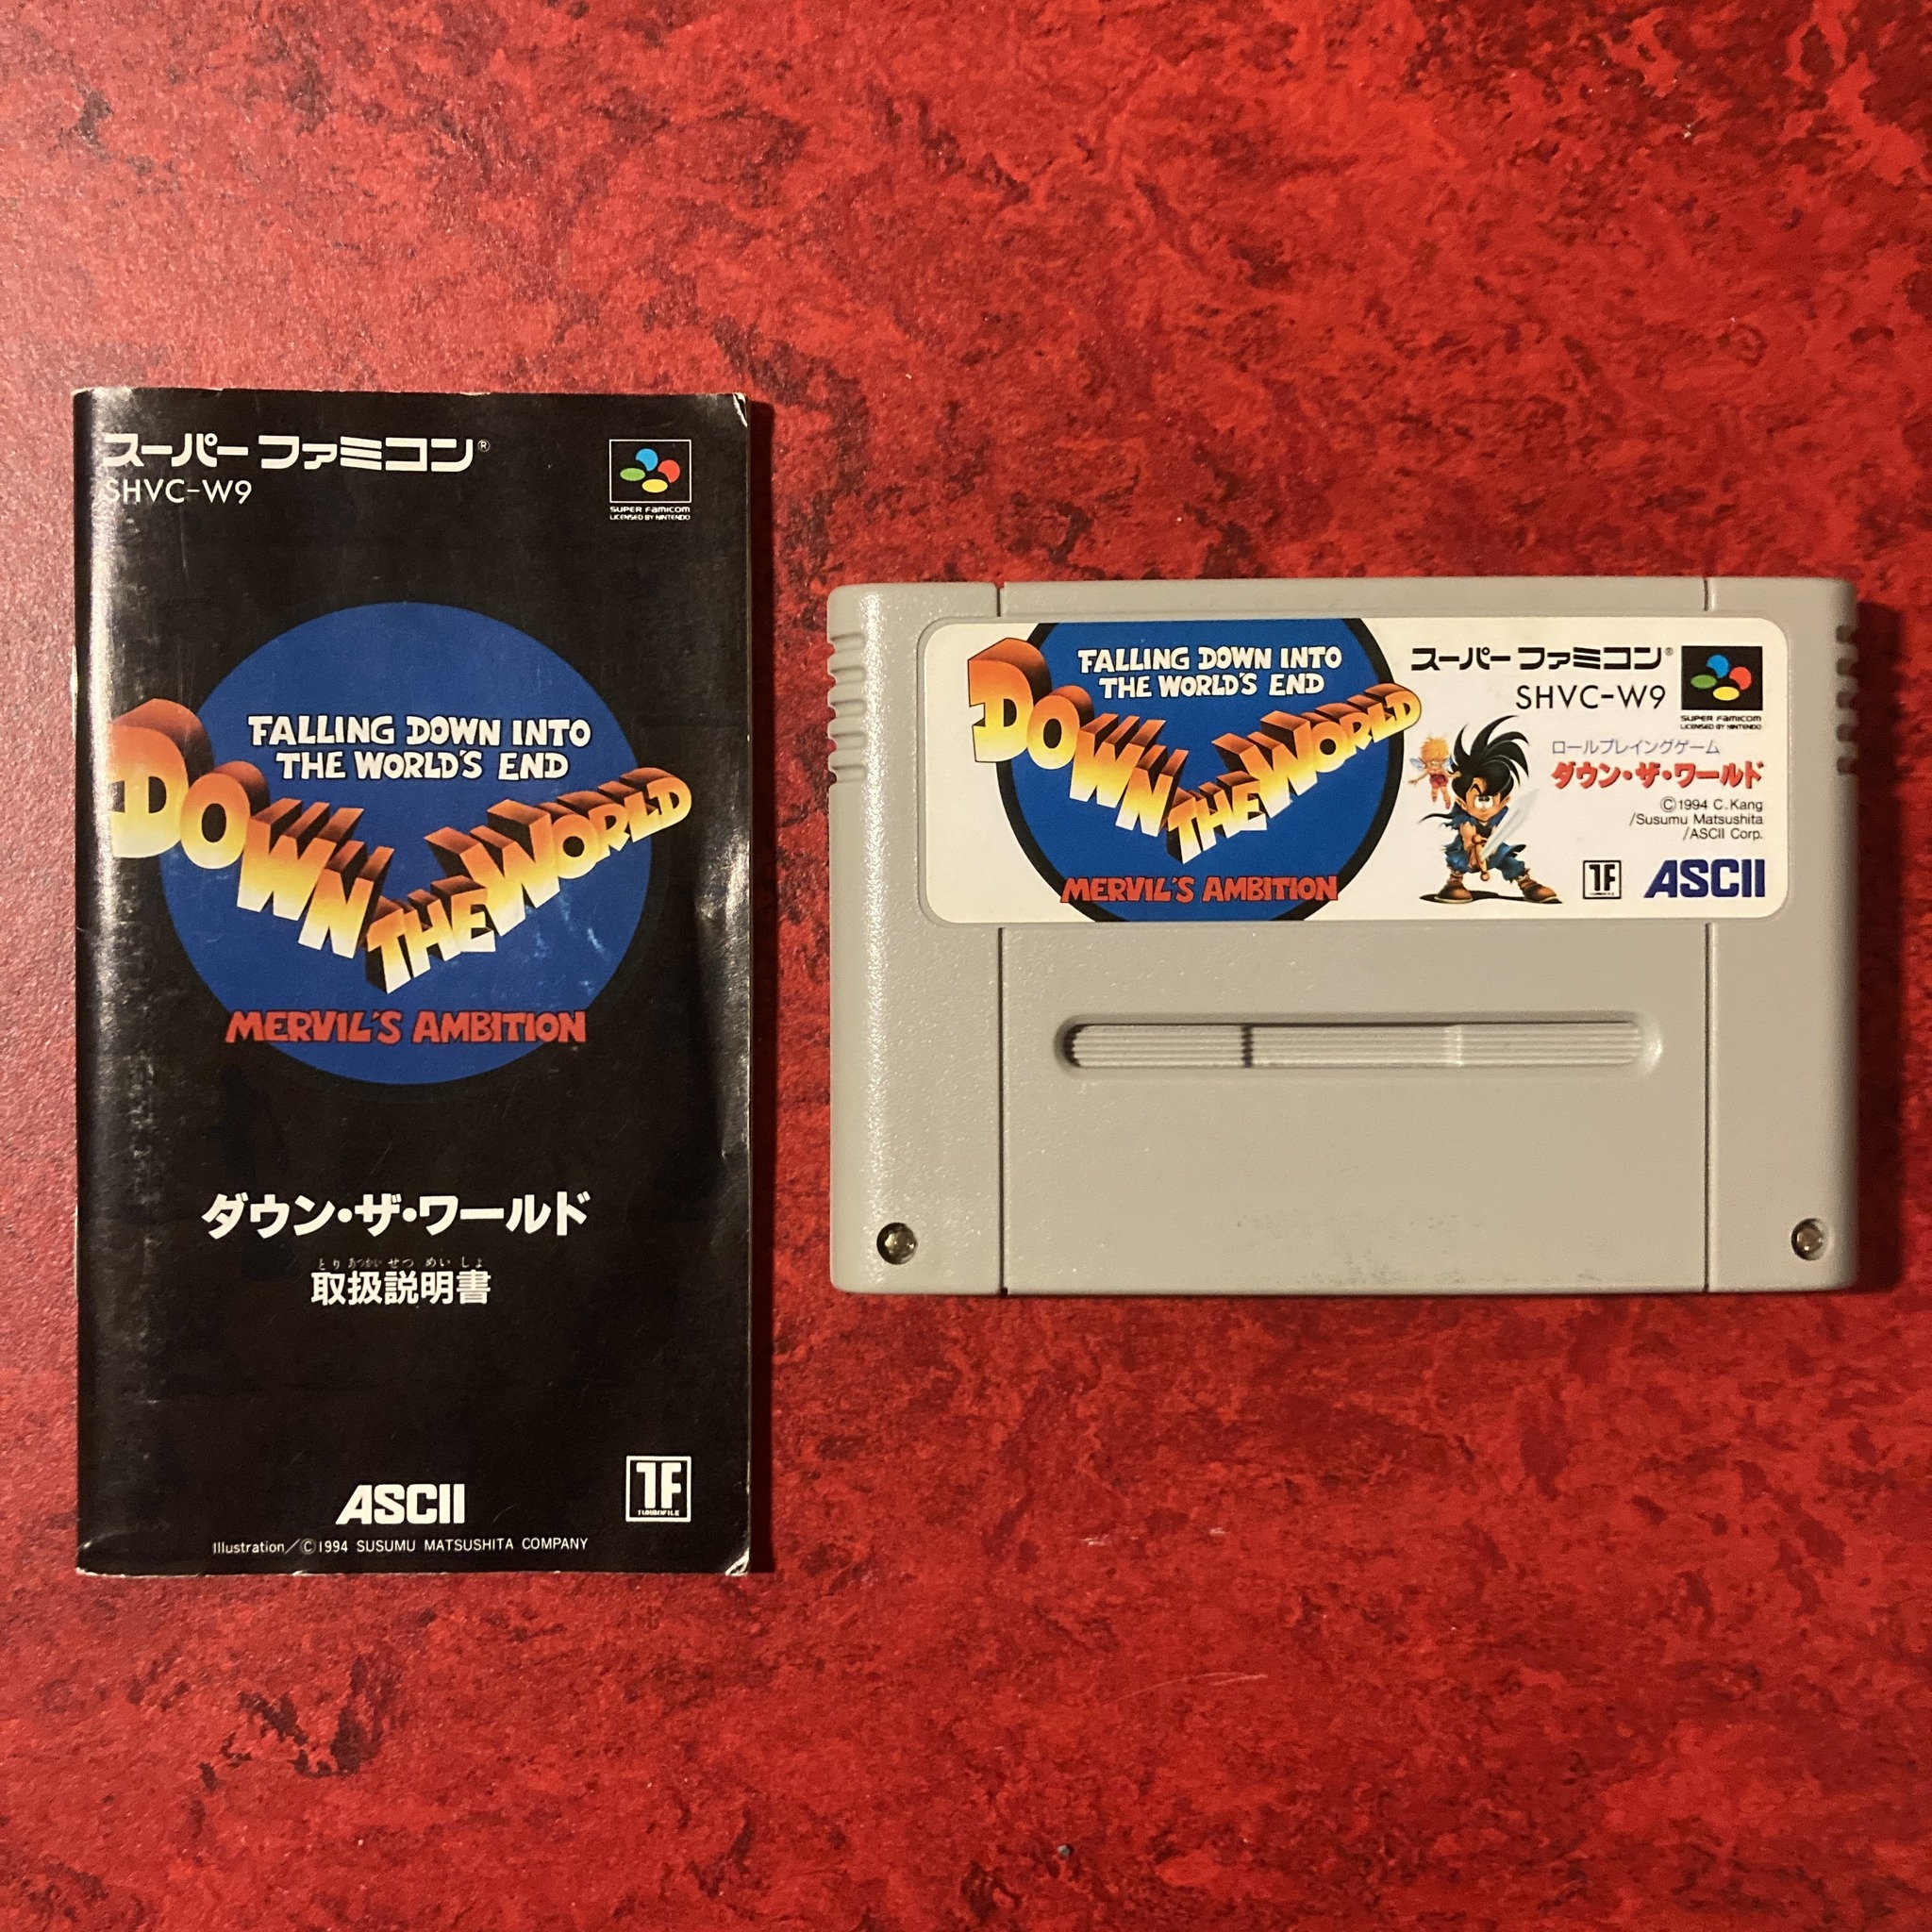 スーパーファミコン®
SHVC-W9
SUPER FAMICOM
LICENSED BY NINTENDO
FALLING DOWN INTO
THE WORLD'S END
DOWN THE WORLD
MERVIL'S AMBITION
ダウン・ザ・ワールド
とりあつかいせつめいしょ
取扱説明書
ASCII
TF
TURBOFILE
Illustration/©1994 SUSUMU MATSUSHITA COMPANY
FALLING DOWN INTO
THE WORLD'S END
DOWN THE WORLD
MERVIL'S AMBITION
スーパーファミコン®
SHVC-W9
SUPER FAMICOM
LICENSED BY NINTENDO
ロールプレイングゲーム
ダウン・ザ・ワールド
©1994 C.Kang
/Susumu Matsushita
/ASCII Corp.
TF
ASCII